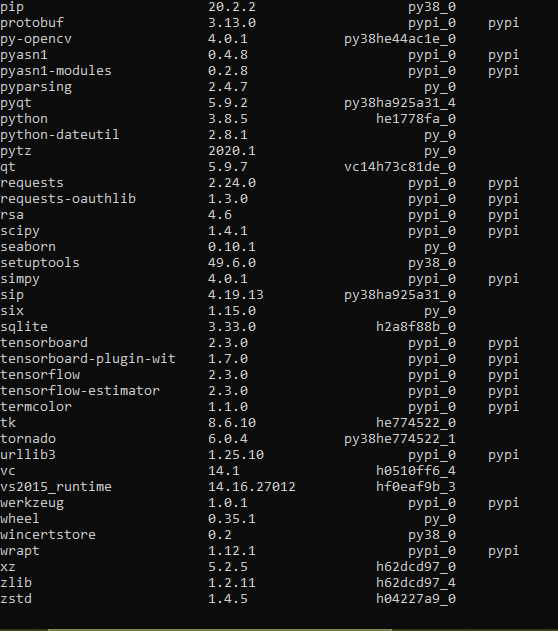 pip 20.2.2 py38_0
protobuf 3.13.0 pypi_0 pypi
py-opencv 4.0.1 py38he44ac1e_0
pyasn1 0.4.8 pypi_0 pypi
pyasn1-modules 0.2.8 pypi_0 pypi
pyparsing 2.4.7 py_0
pyqt 5.9.2 py38ha925a31_4
python 3.8.5 he1778fa_0
python-dateutil 2.8.1 py_0
pytz 2020.1 py_0
qt 5.9.7 vc14h73c81de_0
requests 2.24.0 pypi_0 pypi
requests-oauthlib 1.3.0 pypi_0 pypi
rsa 4.6 pypi_0 pypi
scipy 1.4.1 pypi_0 pypi
seaborn 0.10.1 py_0
setuptools 49.6.0 py38_0
simpy 4.0.1 pypi_0 pypi
sip 4.19.13 py38ha925a31_0
six 1.15.0 py_0
sqlite 3.33.0 h2a8f88b_0
tensorboard 2.3.0 pypi_0 pypi
tensorboard-plugin-wit 1.7.0 pypi_0 pypi
tensorflow 2.3.0 pypi_0 pypi
tensorflow-estimator 2.3.0 pypi_0 pypi
termcolor 1.1.0 pypi_0 pypi
tk 8.6.10 he774522_0
tornado 6.0.4 py38he774522_1
urllib3 1.25.10 pypi_0 pypi
vc 14.1 h0510ff6_4
vs2015_runtime 14.16.27012 hf0eaf9b_3
werkzeug 1.0.1 pypi_0 pypi
wheel 0.35.1 py_0
wincertstore 0.2 py38_0
wrapt 1.12.1 pypi_0 pypi
xz 5.2.5 h62dcd97_0
zlib 1.2.11 h62dcd97_4
zstd 1.4.5 h04227a9_0